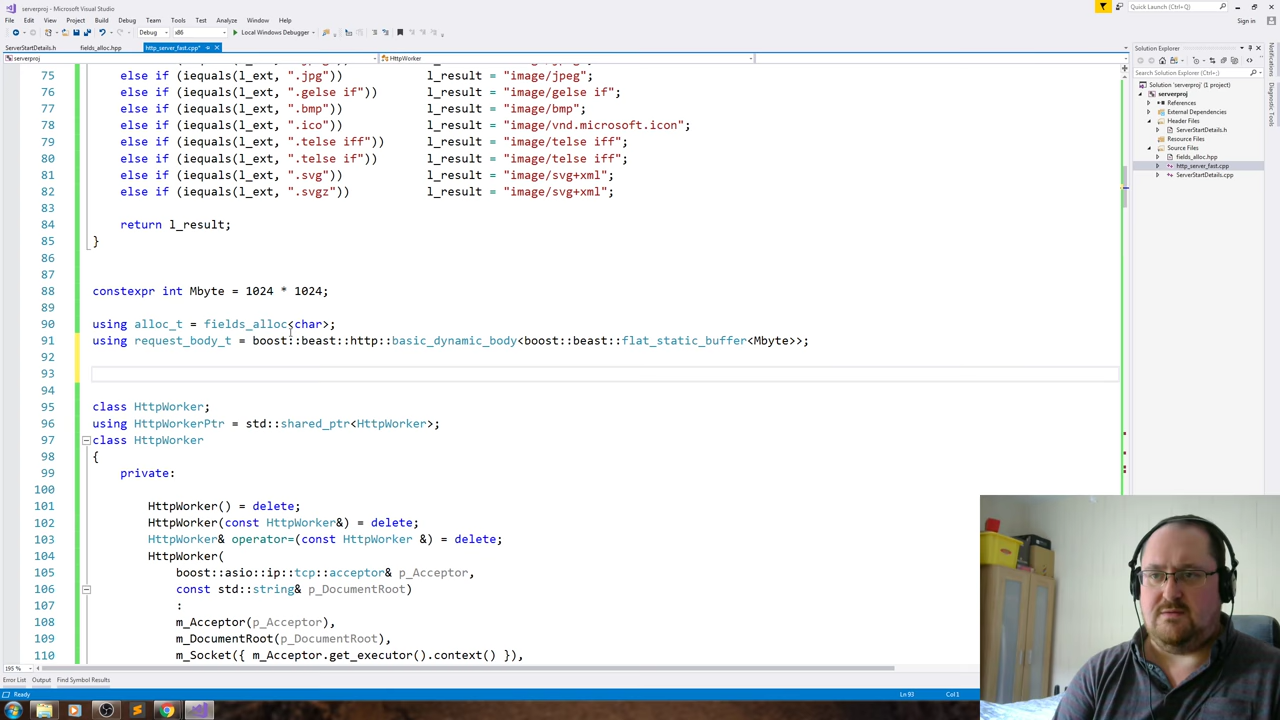 serverproj - Microsoft Visual Studio
Quick Launch (Ctrl+Q)
File Edit View Project Build Debug Team Tools Test Analyze Window Help
Sign in
Debug x86 Local Windows Debugger
ServerStartDetails.h fields_alloc.hpp http_server_fast.cpp*
serverproj HttpWorker
75 else if (iequals(l_ext, ".jpg")) l_result = "image/jpeg";
76 else if (iequals(l_ext, ".gelse if")) l_result = "image/gelse if";
77 else if (iequals(l_ext, ".bmp")) l_result = "image/bmp";
78 else if (iequals(l_ext, ".ico")) l_result = "image/vnd.microsoft.icon";
79 else if (iequals(l_ext, ".telse iff")) l_result = "image/telse iff";
80 else if (iequals(l_ext, ".telse if")) l_result = "image/telse iff";
81 else if (iequals(l_ext, ".svg")) l_result = "image/svg+xml";
82 else if (iequals(l_ext, ".svgz")) l_result = "image/svg+xml";
83
84 return l_result;
85 }
86
87
88 constexpr int Mbyte = 1024 * 1024;
89
90 using alloc_t = fields_alloc<char>;
91 using request_body_t = boost::beast::http::basic_dynamic_body<boost::beast::flat_static_buffer<Mbyte>>;
92
93
94
95 class HttpWorker;
96 using HttpWorkerPtr = std::shared_ptr<HttpWorker>;
97 class HttpWorker
98 {
99 private:
100
101 HttpWorker() = delete;
102 HttpWorker(const HttpWorker&) = delete;
103 HttpWorker& operator=(const HttpWorker &) = delete;
104 HttpWorker(
105 boost::asio::ip::tcp::acceptor& p_Acceptor,
106 const std::string& p_DocumentRoot)
107 :
108 m_Acceptor(p_Acceptor),
109 m_DocumentRoot(p_DocumentRoot),
110 m_Socket({ m_Acceptor.get_executor().context() }),
195 %
Error List Output Find Symbol Results
Ready Ln 93 Col 1
Solution Explorer
Search Solution Explorer (Ctrl+;)
Solution 'serverproj' (1 project)
serverproj
References
External Dependencies
Header Files
ServerStartDetails.h
Resource Files
Source Files
fields_alloc.hpp
http_server_fast.cpp
ServerStartDetails.cpp
Notifications
Diagnostic Tools